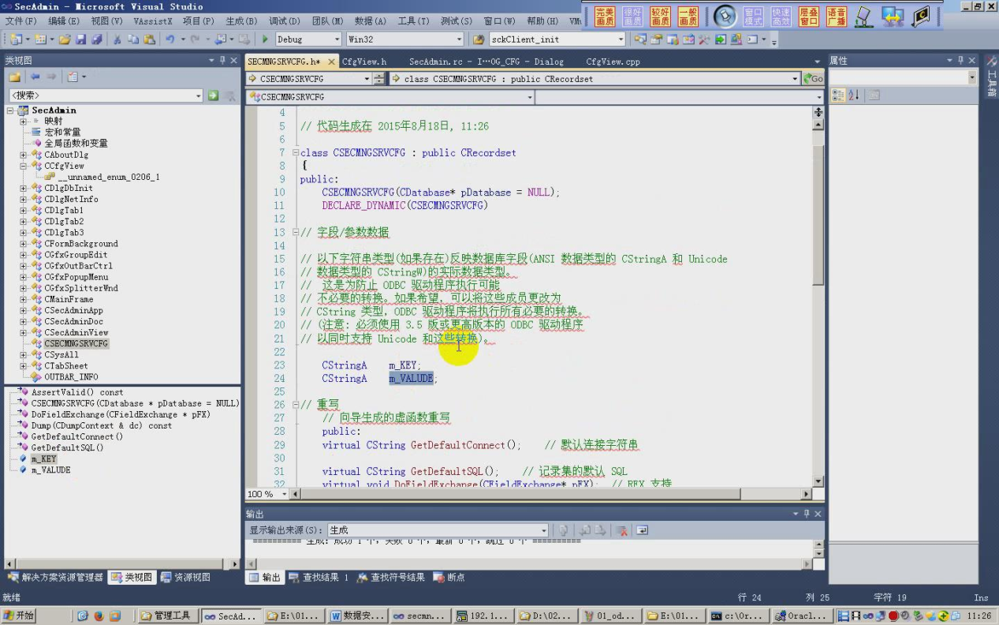 SecAdmin - Microsoft Visual Studio
文件(F) 编辑(E) 视图(V) VAssistX 项目(P) 生成(B) 调试(D) 团队(M) 数据(A) 工具(T) 测试(S) 窗口(W) 帮助(H)
完美画质 很好画质 较好画质 一般画质 窗口模式 快速高效 层叠窗口 语音广播
Debug Win32 sckClient_init
类视图
<搜索>
SecAdmin
映射
宏和常量
全局函数和变量
CAboutDlg
CCfgView
__unnamed_enum_0206_1
CDlgDbInit
CDlgNetInfo
CDlgTab1
CDlgTab2
CDlgTab3
CFormBackground
CGfxGroupEdit
CGfxOutBarCtrl
CGfxPopupMenu
CGfxSplitterWnd
CMainFrame
CSecAdminApp
CSecAdminDoc
CSecAdminView
CSECMNGSRVCFG
CSysAll
CTabSheet
OUTBAR_INFO
AssertValid() const
CSECMNGSRVCFG(CDatabase * pDatabase = NULL)
DoFieldExchange(CFieldExchange * pFX)
Dump(CDumpContext & dc) const
GetDefaultConnect()
GetDefaultSQL()
m_KEY
m_VALUDE
解决方案资源管理器 类视图 资源视图
SECMNGSRVCFG.h* CfgView.h SecAdmin.rc - I···OG_CFG - Dialog CfgView.cpp
CSECMNGSRVCFG class CSECMNGSRVCFG : public CRecordset Go
CSECMNGSRVCFG
4
5 // 代码生成在 2015年8月18日, 11:26
6
7 class CSECMNGSRVCFG : public CRecordset
8 {
9 public:
10 CSECMNGSRVCFG(CDatabase* pDatabase = NULL);
11 DECLARE_DYNAMIC(CSECMNGSRVCFG)
12
13 // 字段/参数数据
14
15 // 以下字符串类型(如果存在)反映数据库字段(ANSI 数据类型的 CStringA 和 Unicode
16 // 数据类型的 CStringW)的实际数据类型。
17 // 这是为防止 ODBC 驱动程序执行可能
18 // 不必要的转换。如果希望，可以将这些成员更改为
19 // CString 类型，ODBC 驱动程序将执行所有必要的转换。
20 // (注意: 必须使用 3.5 版或更高版本的 ODBC 驱动程序
21 // 以同时支持 Unicode 和这些转换)。
22
23 CStringA m_KEY;
24 CStringA m_VALUDE;
25
26 // 重写
27 // 向导生成的虚函数重写
28 public:
29 virtual CString GetDefaultConnect(); // 默认连接字符串
30
31 virtual CString GetDefaultSQL(); // 记录集的默认 SQL
32 virtual void DoFieldExchange(CFieldExchange* pFX); // RFX 支持
100 %
输出
显示输出来源(S): 生成
========== 生成: 成功 1 个，失败 0 个，最新 0 个，跳过 0 个 ==========
输出 查找结果 1 查找符号结果 断点
属性
工具箱
就绪 行 24 列 25 字符 19 Ins
开始 管理工具 SecAd... E:\01... 数据安... secmn... 192.1... D:\02... 01_od... E:\01... c:\Or... Oracl... 11:26